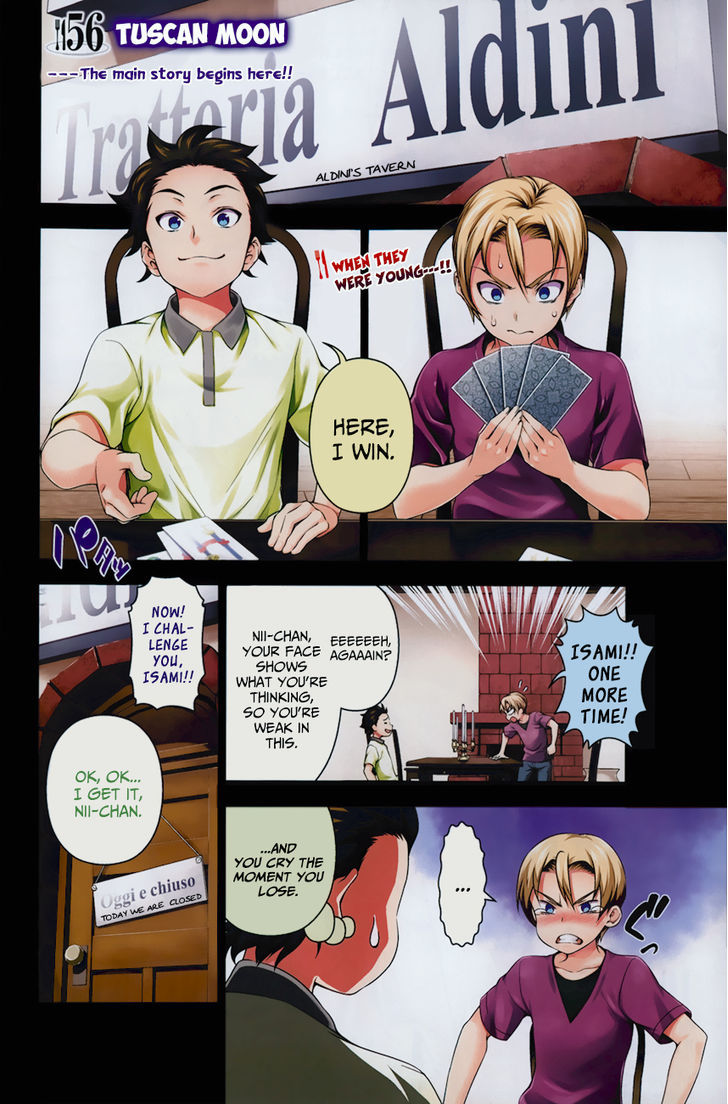 156 TUSCAN MOON
---The main story begins here!!
Trattoria Aldini
ALDINI'S TAVERN
WHEN THEY
WERE YOUNG---!!
HERE,
I WIN.
ISAMI!!
ONE
MORE
TIME!
EEEEEEH,
AGAAAIN?
NII-CHAN,
YOUR FACE
SHOWS
WHAT YOU'RE
THINKING,
SO YOU'RE
WEAK IN
THIS.
...
...AND
YOU CRY THE
MOMENT YOU
LOSE.
NOW!
I CHAL-
LENGE
YOU,
ISAMI!!
OK, OK...
I GET IT,
NII-CHAN.
Oggi e chiuso
TODAY WE ARE CLOSED